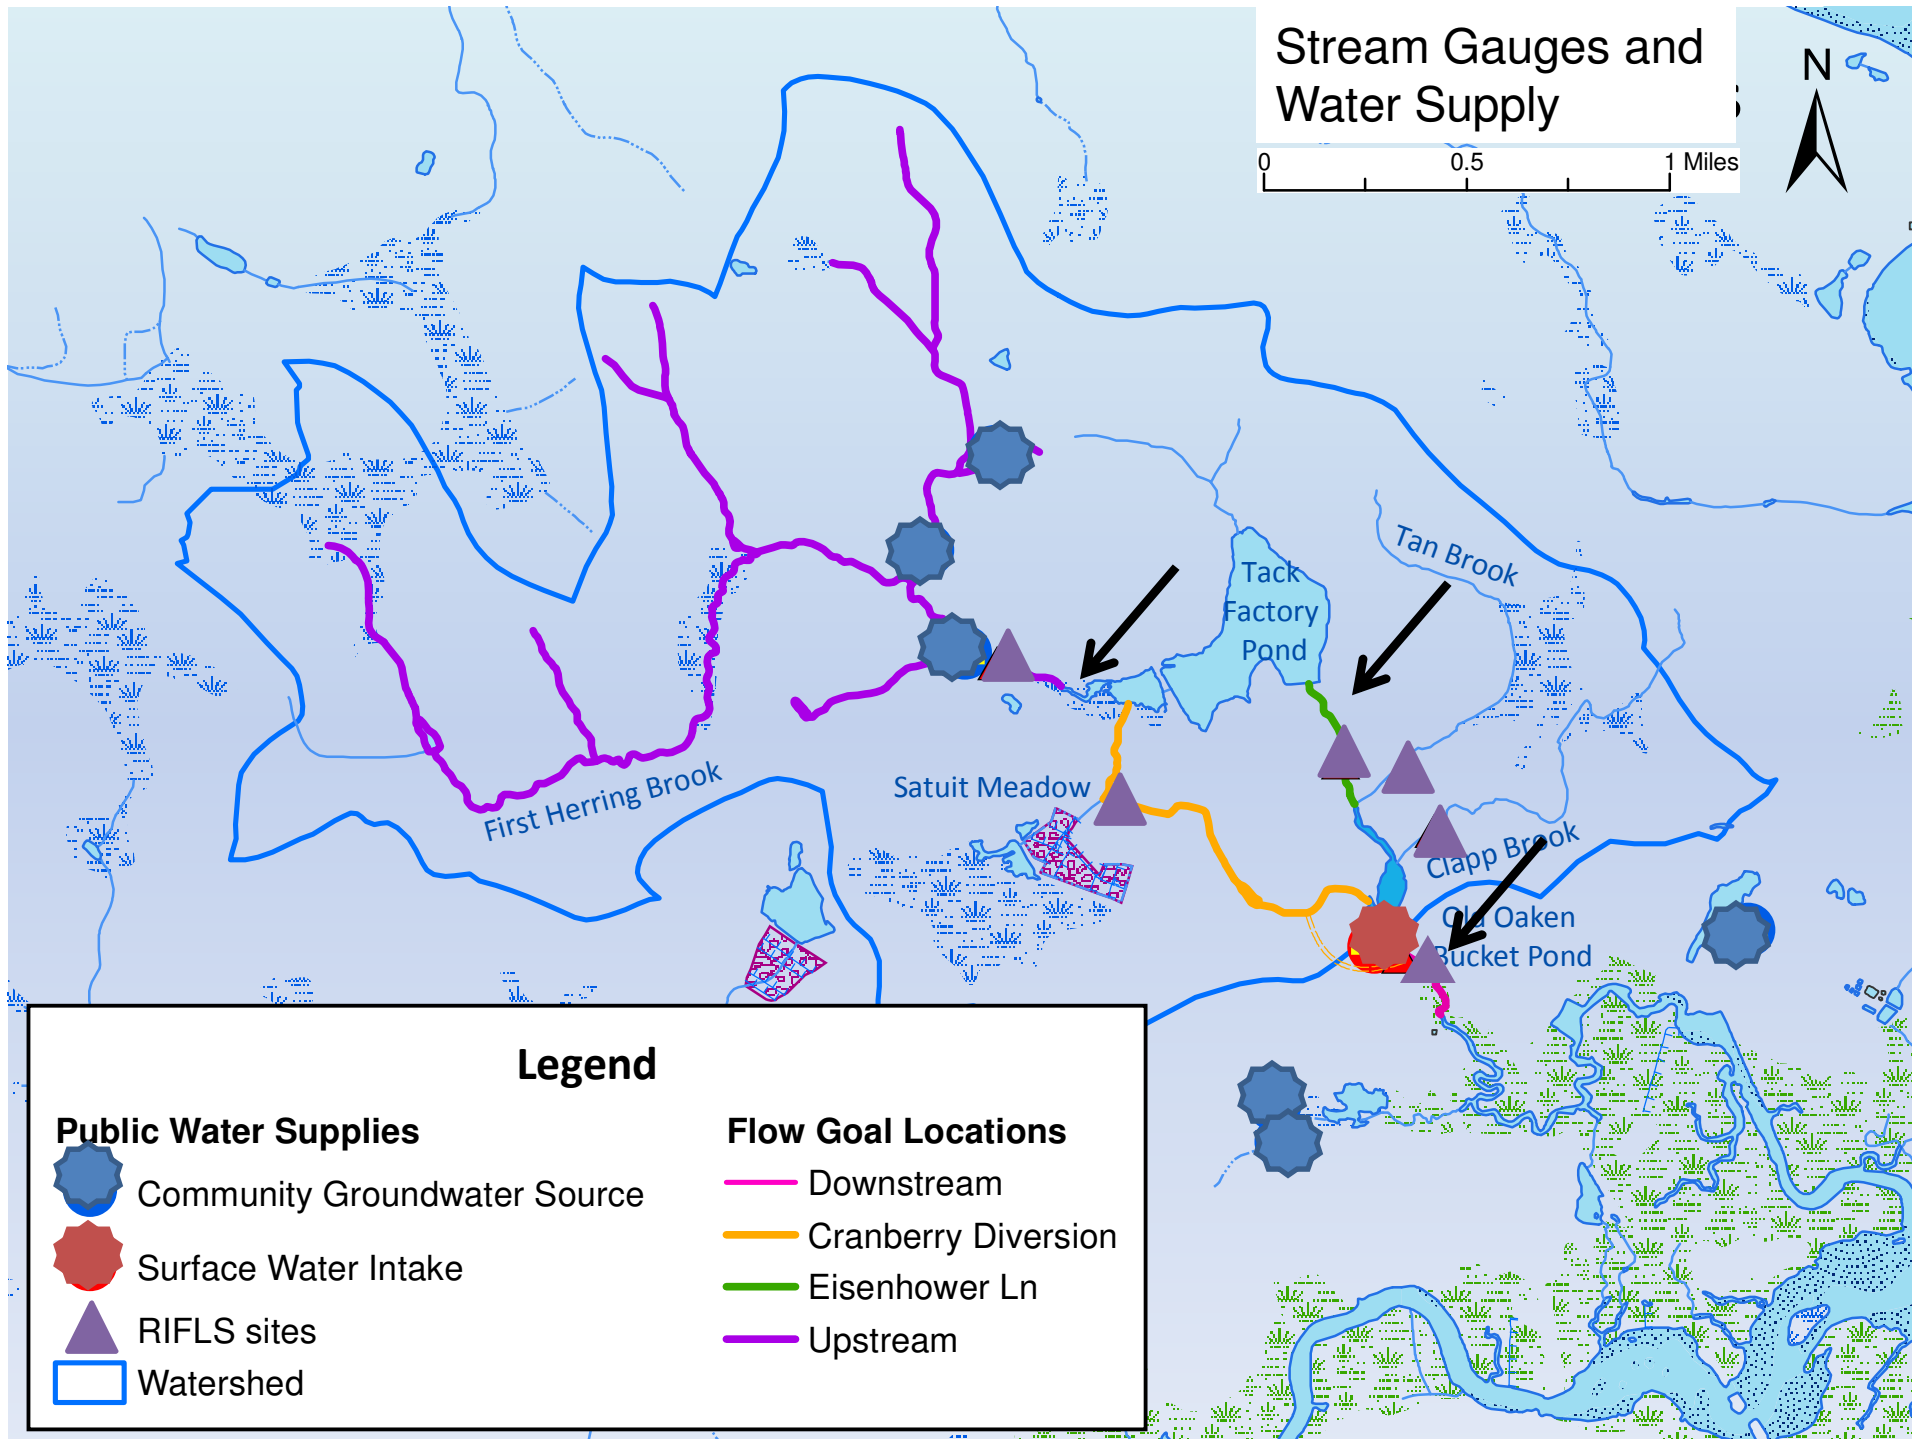 Stream Gauges and
Water Supply
N
0 0.5 1 Miles
Tan Brook
Tack
Factory
Pond
Satuit Meadow
First Herring Brook
Clapp Brook
Old Oaken
Bucket Pond
Legend
Public Water Supplies
Community Groundwater Source
Surface Water Intake
RIFLS sites
Watershed
Flow Goal Locations
Downstream
Cranberry Diversion
Eisenhower Ln
Upstream